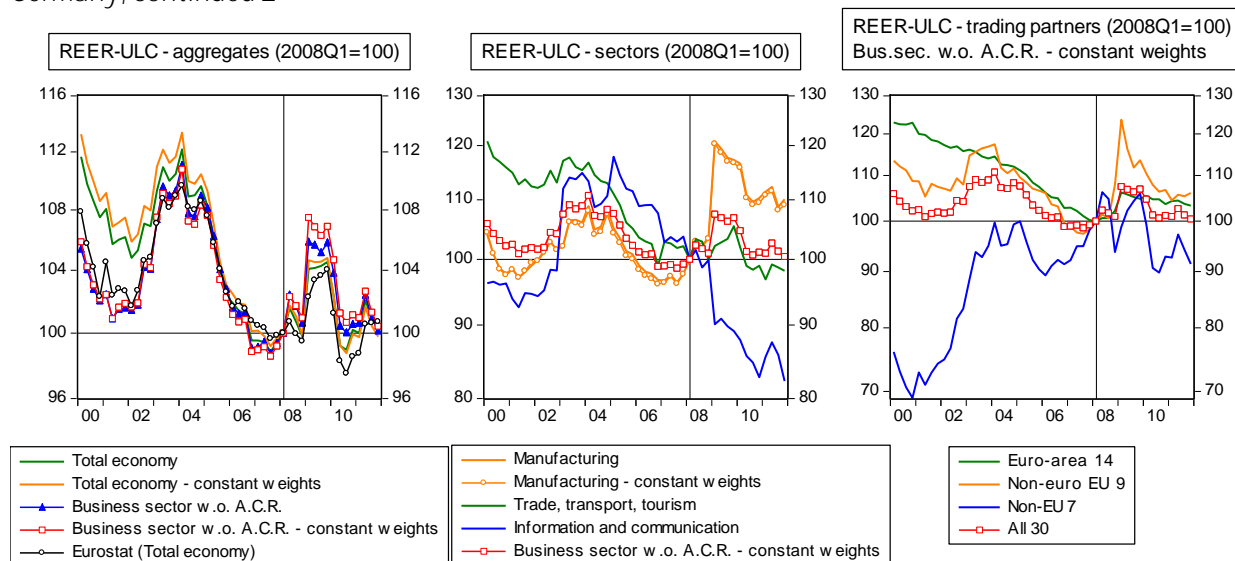 Germany, continued 2
REER-ULC - aggregates (2008Q1=100)
REER-ULC - sectors (2008Q1=100)
REER-ULC - trading partners (2008Q1=100)
Bus.sec. w.o. A.C.R. - constant weights
116 116
112 112
108 108
104 104
100 100
96 96
00 02 04 06 08 10
130 130
120 120
110 110
100 100
90 90
80 80
00 02 04 06 08 10
130 130
120 120
110 110
100 100
90 90
80 80
70 70
00 02 04 06 08 10
Total economy
Total economy - constant weights
Business sector w.o. A.C.R.
Business sector w.o. A.C.R. - constant weights
Eurostat (Total economy)
Manufacturing
Manufacturing - constant weights
Trade, transport, tourism
Information and communication
Business sector w.o. A.C.R. - constant weights
Euro-area 14
Non-euro EU 9
Non-EU 7
All 30